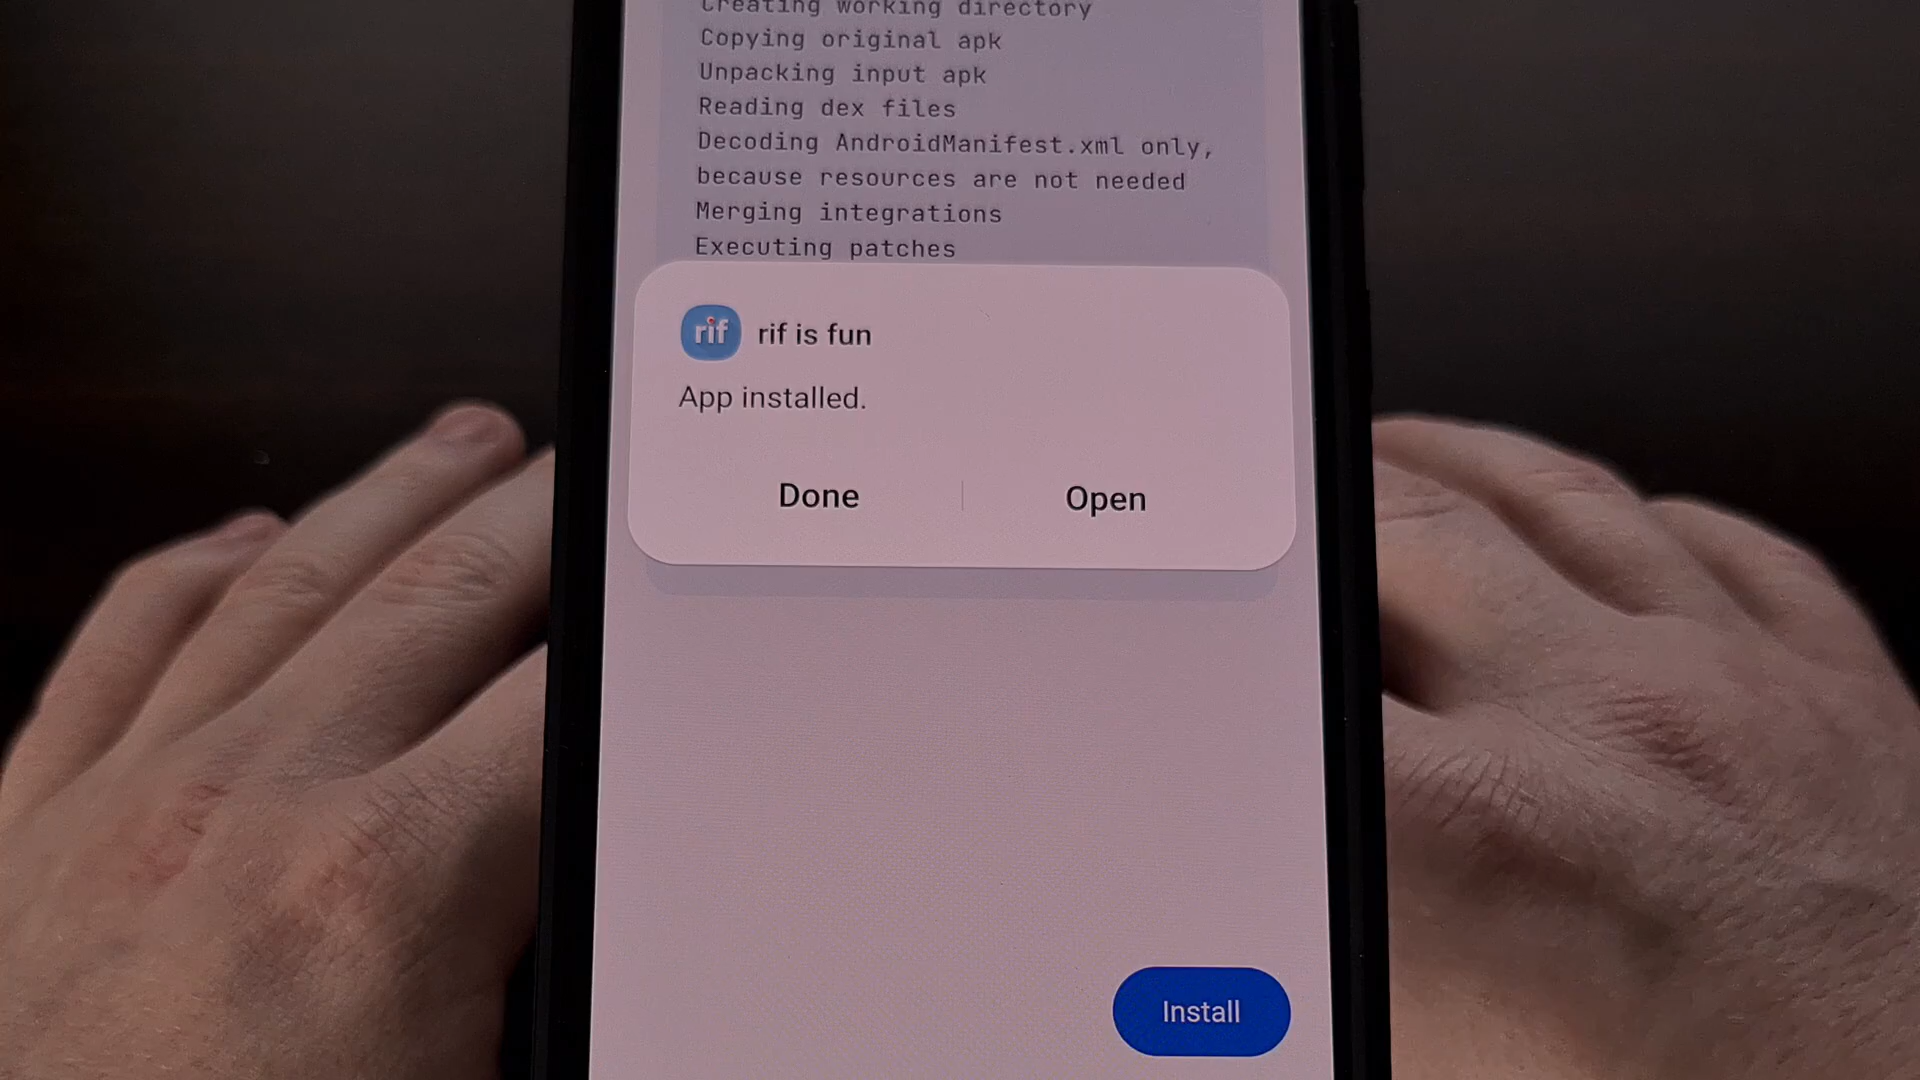 Creating working directory
Copying original apk
Unpacking input apk
Reading dex files
Decoding AndroidManifest.xml only,
because resources are not needed
Merging integrations
Executing patches
rif rif is fun
App installed.
Done Open
Install